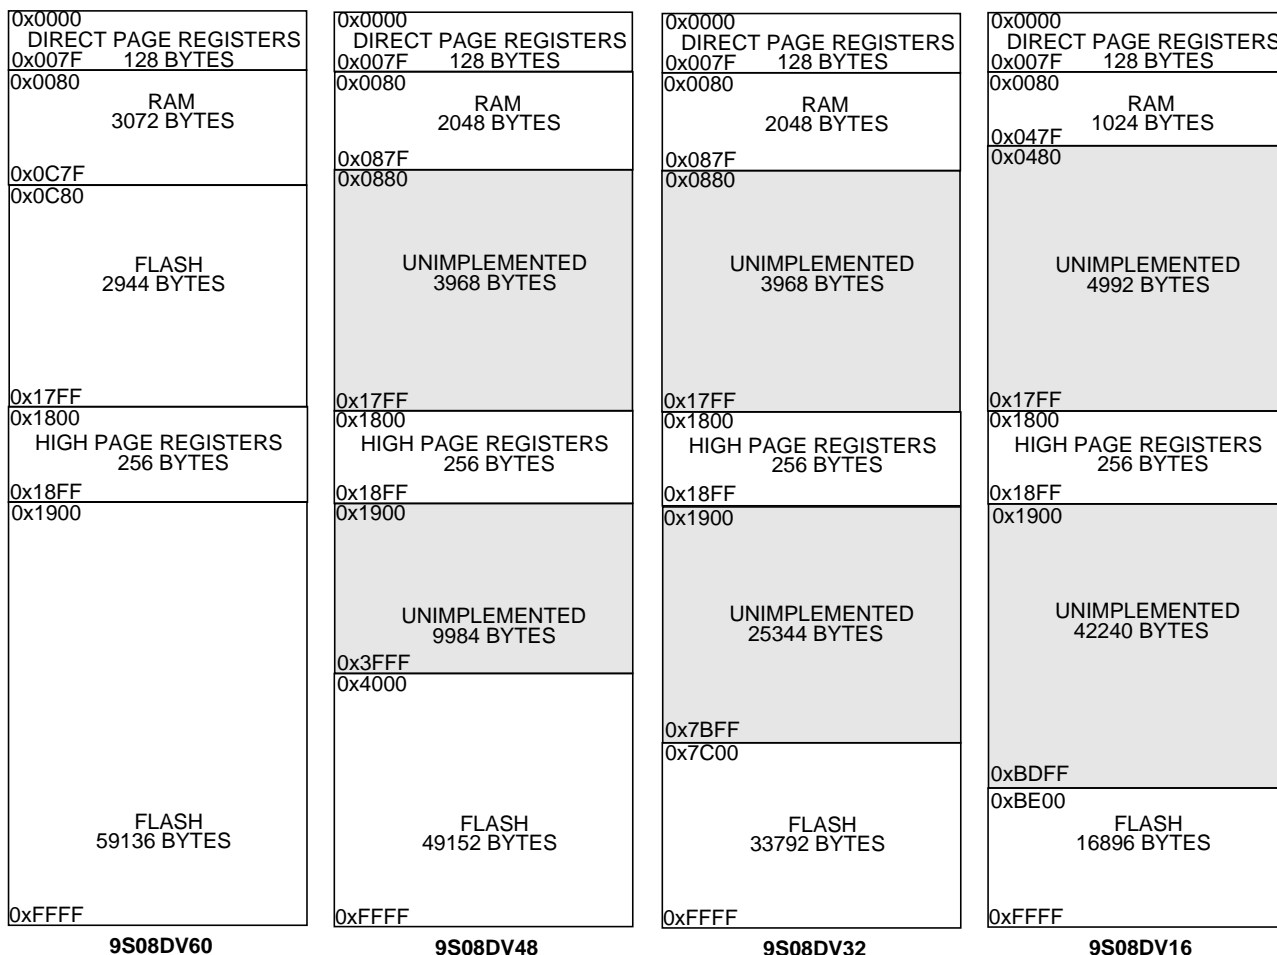 0x0000
DIRECT PAGE REGISTERS
0x007F 128 BYTES
0x0080
RAM
3072 BYTES
0x0C7F
0x0C80
FLASH
2944 BYTES
0x17FF
0x1800
HIGH PAGE REGISTERS
256 BYTES
0x18FF
0x1900
FLASH
59136 BYTES
0xFFFF
9S08DV60
0x0000
DIRECT PAGE REGISTERS
0x007F 128 BYTES
0x0080
RAM
2048 BYTES
0x087F
0x0880
UNIMPLEMENTED
3968 BYTES
0x17FF
0x1800
HIGH PAGE REGISTERS
256 BYTES
0x18FF
0x1900
UNIMPLEMENTED
9984 BYTES
0x3FFF
0x4000
FLASH
49152 BYTES
0xFFFF
9S08DV48
0x0000
DIRECT PAGE REGISTERS
0x007F 128 BYTES
0x0080
RAM
2048 BYTES
0x087F
0x0880
UNIMPLEMENTED
3968 BYTES
0x17FF
0x1800
HIGH PAGE REGISTERS
256 BYTES
0x18FF
0x1900
UNIMPLEMENTED
25344 BYTES
0x7BFF
0x7C00
FLASH
33792 BYTES
0xFFFF
9S08DV32
0x0000
DIRECT PAGE REGISTERS
0x007F 128 BYTES
0x0080
RAM
1024 BYTES
0x047F
0x0480
UNIMPLEMENTED
4992 BYTES
0x17FF
0x1800
HIGH PAGE REGISTERS
256 BYTES
0x18FF
0x1900
UNIMPLEMENTED
42240 BYTES
0xBDFF
0xBE00
FLASH
16896 BYTES
0xFFFF
9S08DV16